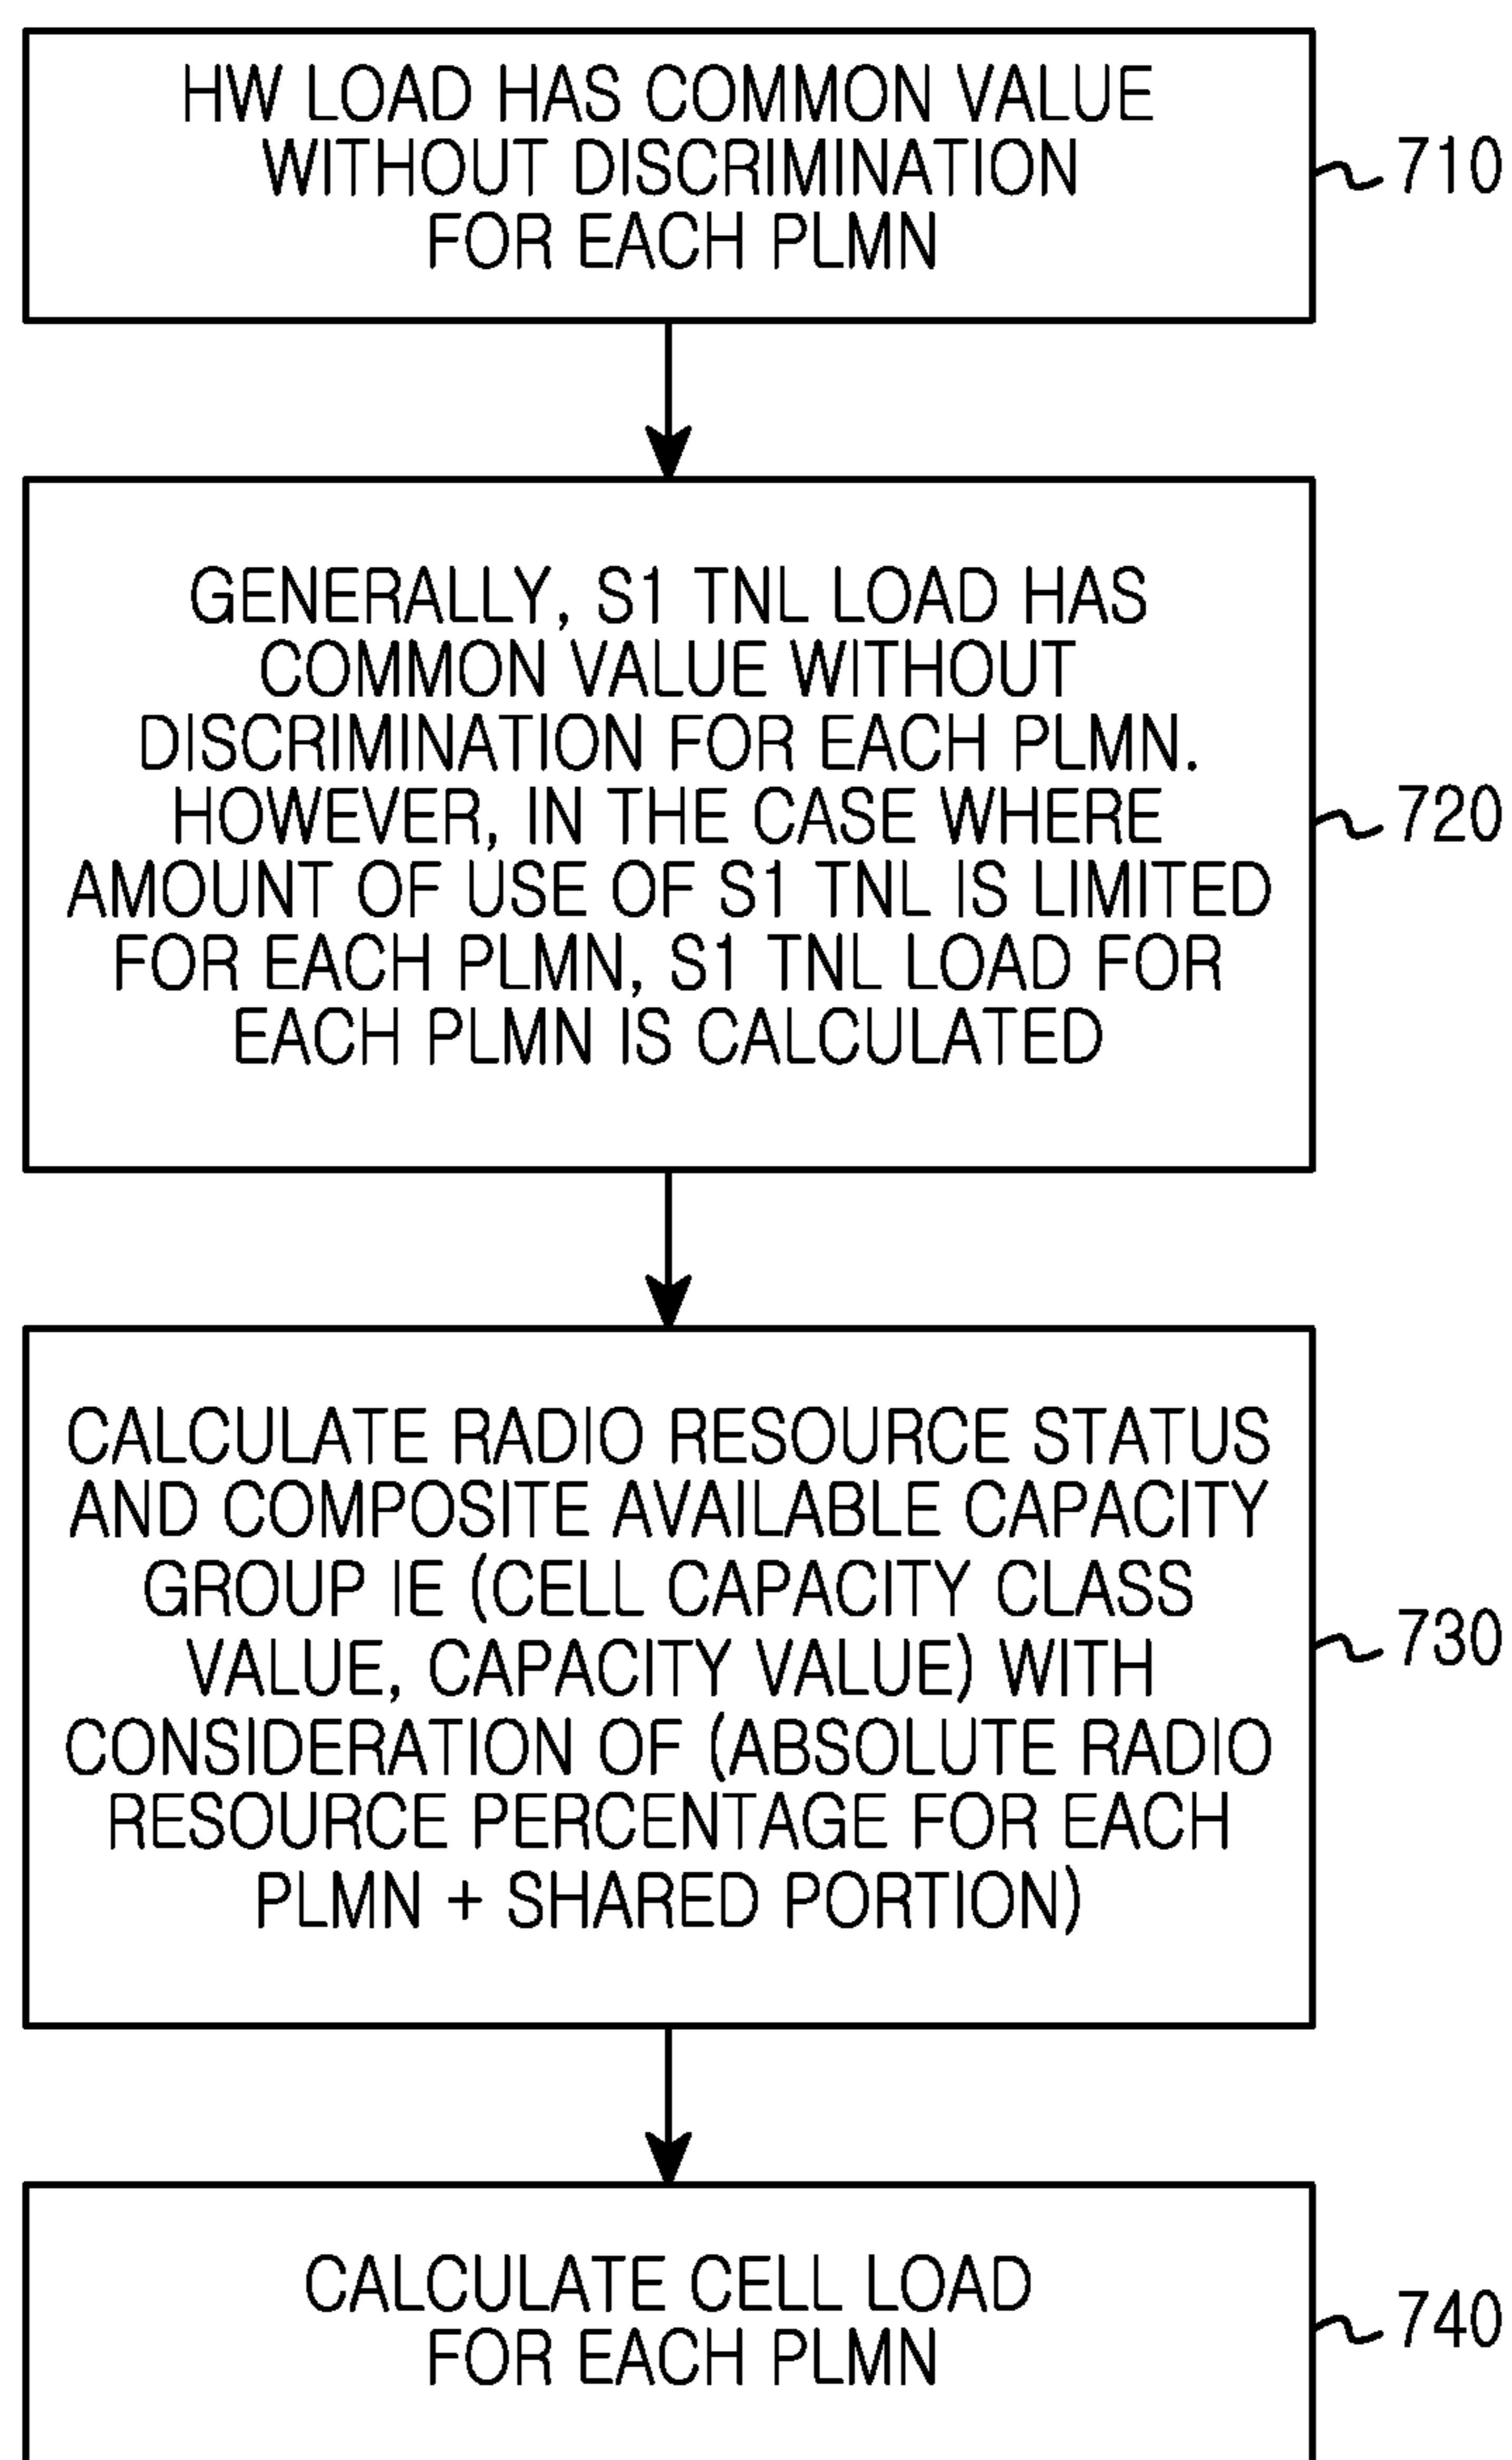 HW LOAD HAS COMMON VALUE
WITHOUT DISCRIMINATION
FOR EACH PLMN
710
GENERALLY, S1 TNL LOAD HAS
COMMON VALUE WITHOUT
DISCRIMINATION FOR EACH PLMN.
HOWEVER, IN THE CASE WHERE
AMOUNT OF USE OF S1 TNL IS LIMITED
FOR EACH PLMN, S1 TNL LOAD FOR
EACH PLMN IS CALCULATED
720
CALCULATE RADIO RESOURCE STATUS
AND COMPOSITE AVAILABLE CAPACITY
GROUP IE (CELL CAPACITY CLASS
VALUE, CAPACITY VALUE) WITH
CONSIDERATION OF (ABSOLUTE RADIO
RESOURCE PERCENTAGE FOR EACH
PLMN + SHARED PORTION)
730
CALCULATE CELL LOAD
FOR EACH PLMN
740